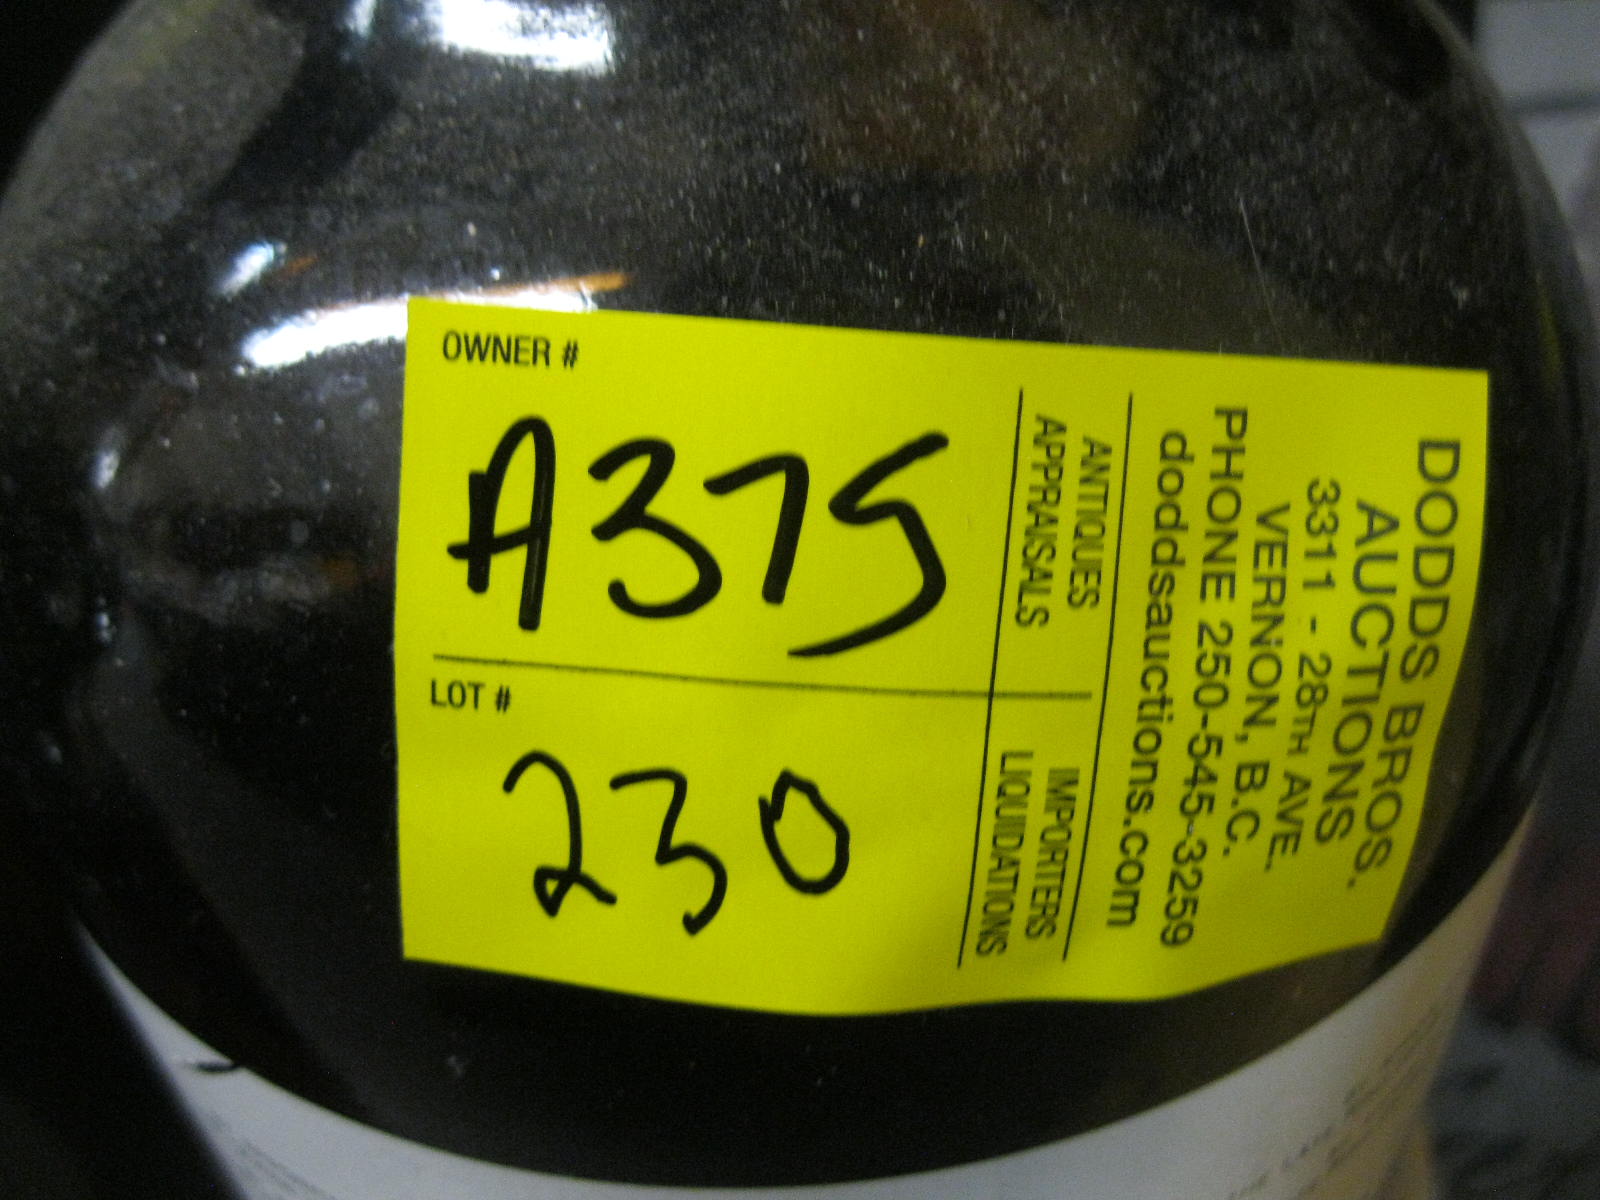 OWNER #
A375
LOT #
230
ANTIQUES
APPRAISALS
IMPORTERS
LIQUIDATIONS
DODDS BROS.
AUCTIONS
3311 - 28TH AVE.
VERNON, B.C.
PHONE 250-545-3259
doddsauctions.com